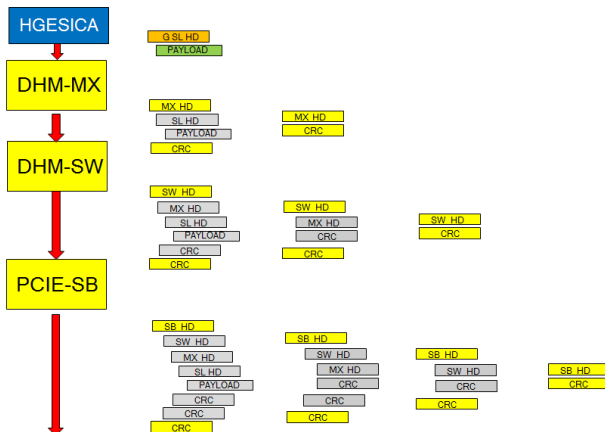 HGESICA
G SL HD
PAYLOAD
DHM-MX
MX HD
SL HD
PAYLOAD
CRC
MX HD
CRC
DHM-SW
SW HD
MX HD
SL HD
PAYLOAD
CRC
CRC
SW HD
MX HD
CRC
CRC
SW HD
CRC
PCIE-SB
SB HD
SW HD
MX HD
SL HD
PAYLOAD
CRC
CRC
CRC
SB HD
SW HD
MX HD
CRC
CRC
CRC
SB HD
SW HD
CRC
CRC
SB HD
CRC